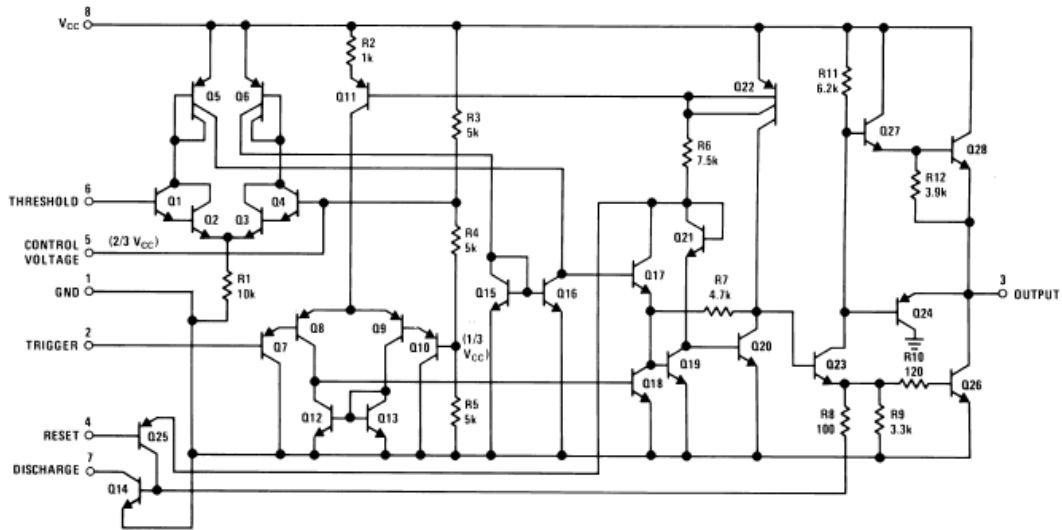 8
VCC
R2
1k
Q5
Q6
Q11
Q22
R11
6.2k
Q27
Q28
R3
5k
R6
7.5k
R12
3.9k
6
THRESHOLD
Q1
Q2
Q3
Q4
5
CONTROL
VOLTAGE
(2/3 VCC)
R4
5k
Q21
1
GND
R1
10k
Q15
Q16
Q17
R7
4.7k
3
OUTPUT
Q24
2
TRIGGER
Q7
Q8
Q9
Q10
(1/3
VCC)
Q18
Q19
Q20
Q23
R10
120
Q26
Q12
Q13
R5
5k
R8
100
R9
3.3k
4
RESET
Q25
7
DISCHARGE
Q14